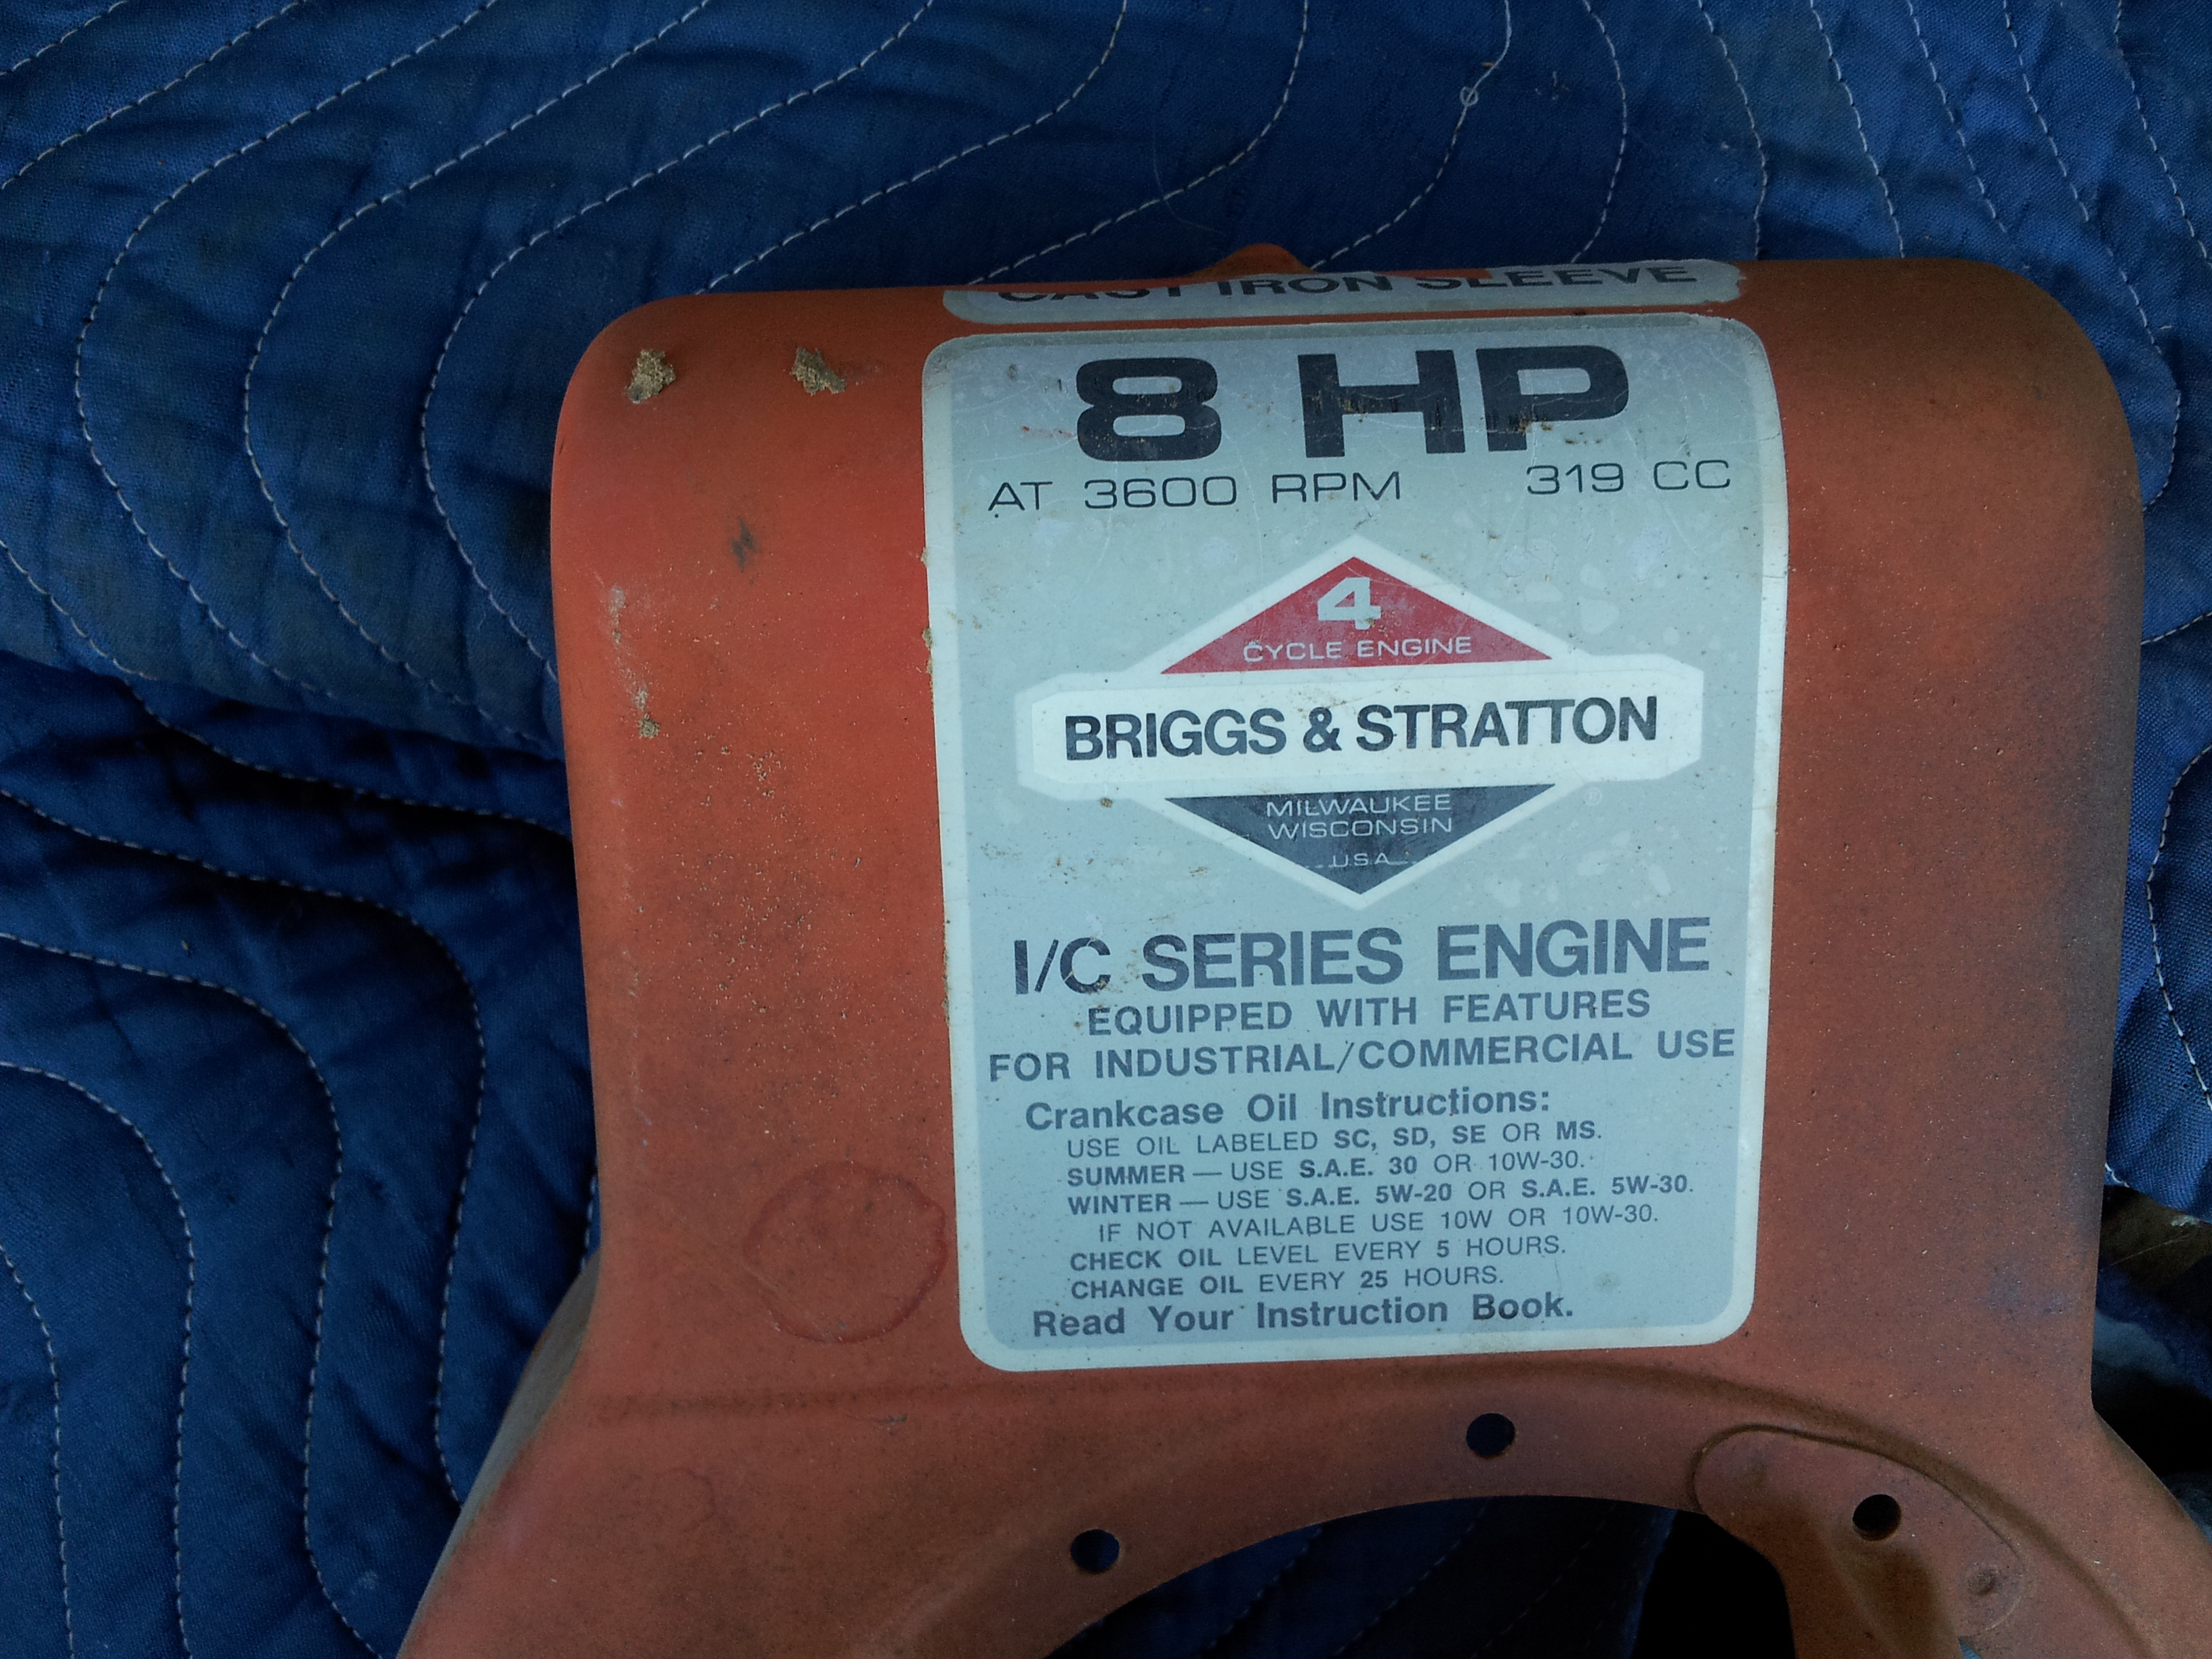 CAST IRON SLEEVE
8 HP
AT 3600 RPM 319 CC
4
CYCLE ENGINE
BRIGGS & STRATTON
®
MILWAUKEE
WISCONSIN
U.S.A.
I/C SERIES ENGINE
EQUIPPED WITH FEATURES
FOR INDUSTRIAL/COMMERCIAL USE
Crankcase Oil Instructions:
USE OIL LABELED SC, SD, SE OR MS.
SUMMER — USE S.A.E. 30 OR 10W-30.
WINTER — USE S.A.E. 5W-20 OR S.A.E. 5W-30.
IF NOT AVAILABLE USE 10W OR 10W-30.
CHECK OIL LEVEL EVERY 5 HOURS.
CHANGE OIL EVERY 25 HOURS.
Read Your Instruction Book.